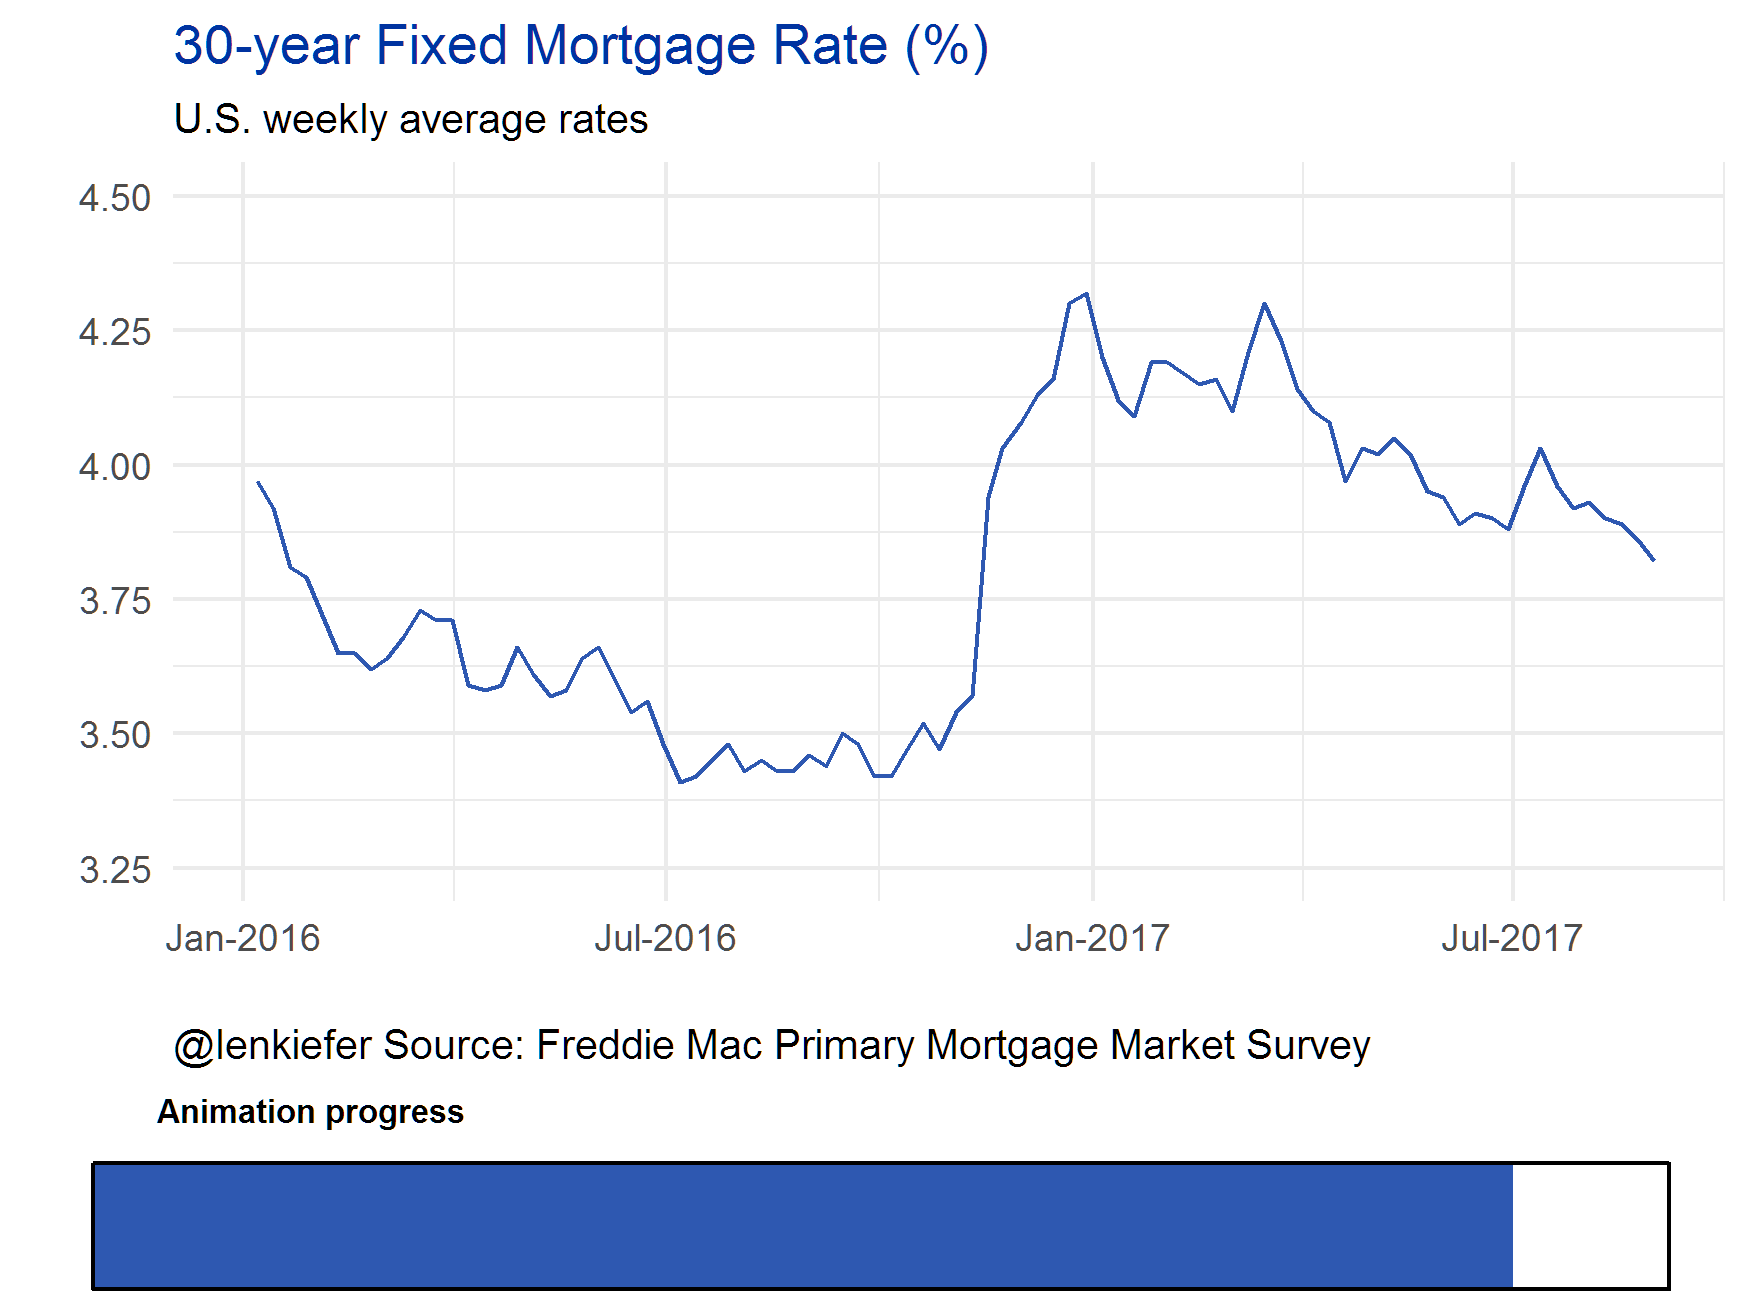 30-year Fixed Mortgage Rate (%)
U.S. weekly average rates
4.50
4.25
4.00
3.75
3.50
3.25
Jan-2016 Jul-2016 Jan-2017 Jul-2017
@lenkiefer Source: Freddie Mac Primary Mortgage Market Survey
Animation progress